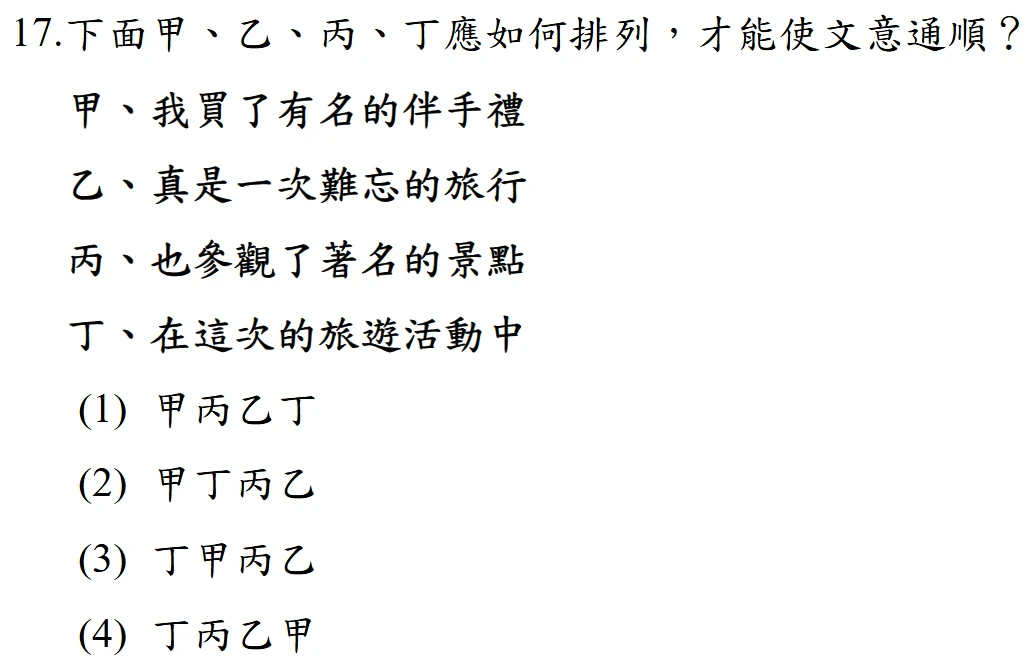 17.下面甲、乙、丙、丁應如何排列，才能使文意通順？
甲、我買了有名的伴手禮
乙、真是一次難忘的旅行
丙、也參觀了著名的景點
丁、在這次的旅遊活動中
(1) 甲丙乙丁
(2) 甲丁丙乙
(3) 丁甲丙乙
(4) 丁丙乙甲